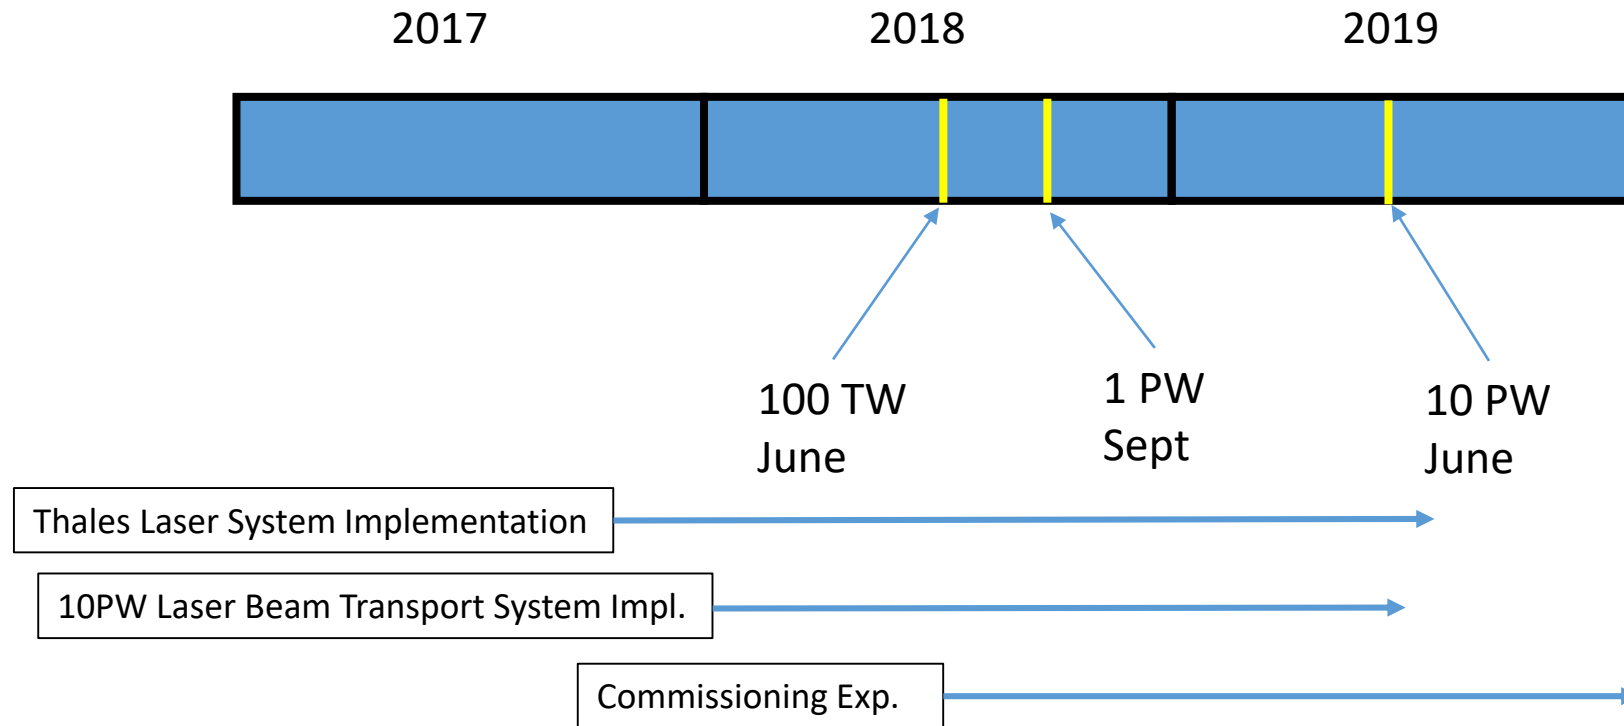 2017
2018
2019
100 TW
June
1 PW
Sept
10 PW
June
Thales Laser System Implementation
10PW Laser Beam Transport System Impl.
Commissioning Exp.